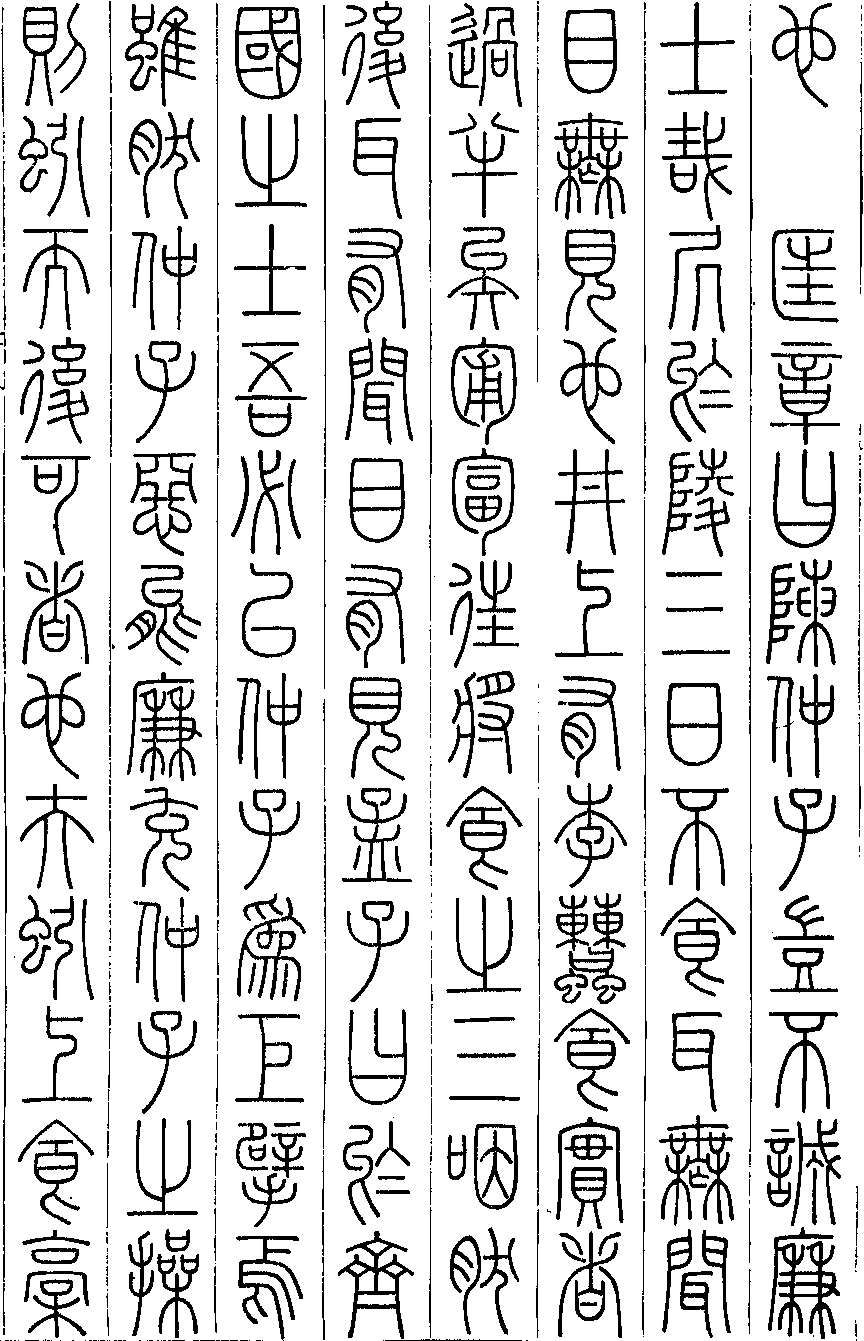 也　匡章曰陳仲子豈不誠廉
士哉居於陵三日不食耳無聞
目無見也井上有李螬食實者
過半矣匍匐往將食之三咽然
後耳有聞目有見孟子曰於齊
國之士吾必以仲子爲巨擘焉
雖然仲子惡能廉充仲子之操
則蚓而後可者也夫蚓上食槁